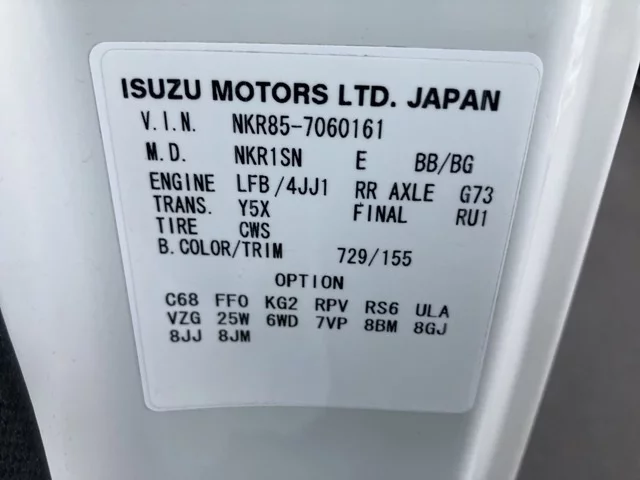 ISUZU MOTORS LTD. JAPAN
V.I.N. NKR85-7060161
M.D. NKR1SN E BB/BG
ENGINE LFB/4JJ1 RR AXLE G73
TRANS. Y5X FINAL RU1
TIRE CWS
B.COLOR/TRIM 729/155
OPTION
C68 FF0 KG2 RPV RS6 ULA
VZG 25W 6WD 7VP 8BM 8GJ
8JJ 8JM